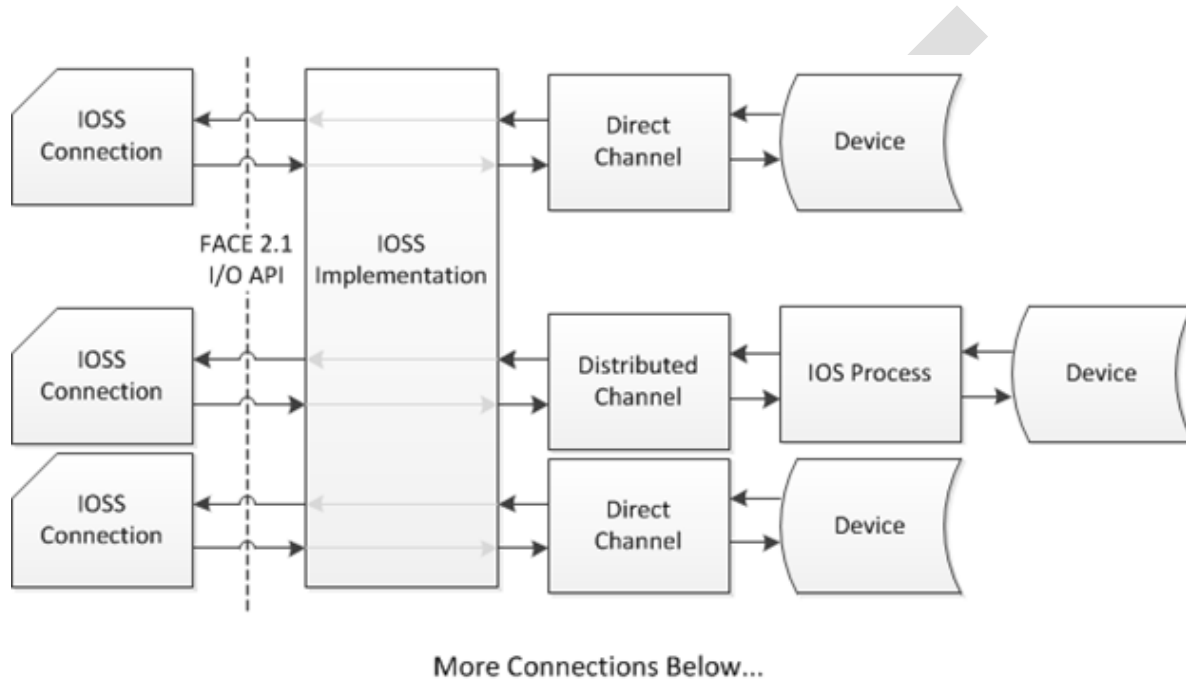 IOSS
Connection
FACE 2.1
I/O API
IOSS
Implementation
Direct
Channel
Device
IOSS
Connection
Distributed
Channel
IOS Process
Device
IOSS
Connection
Direct
Channel
Device
More Connections Below...